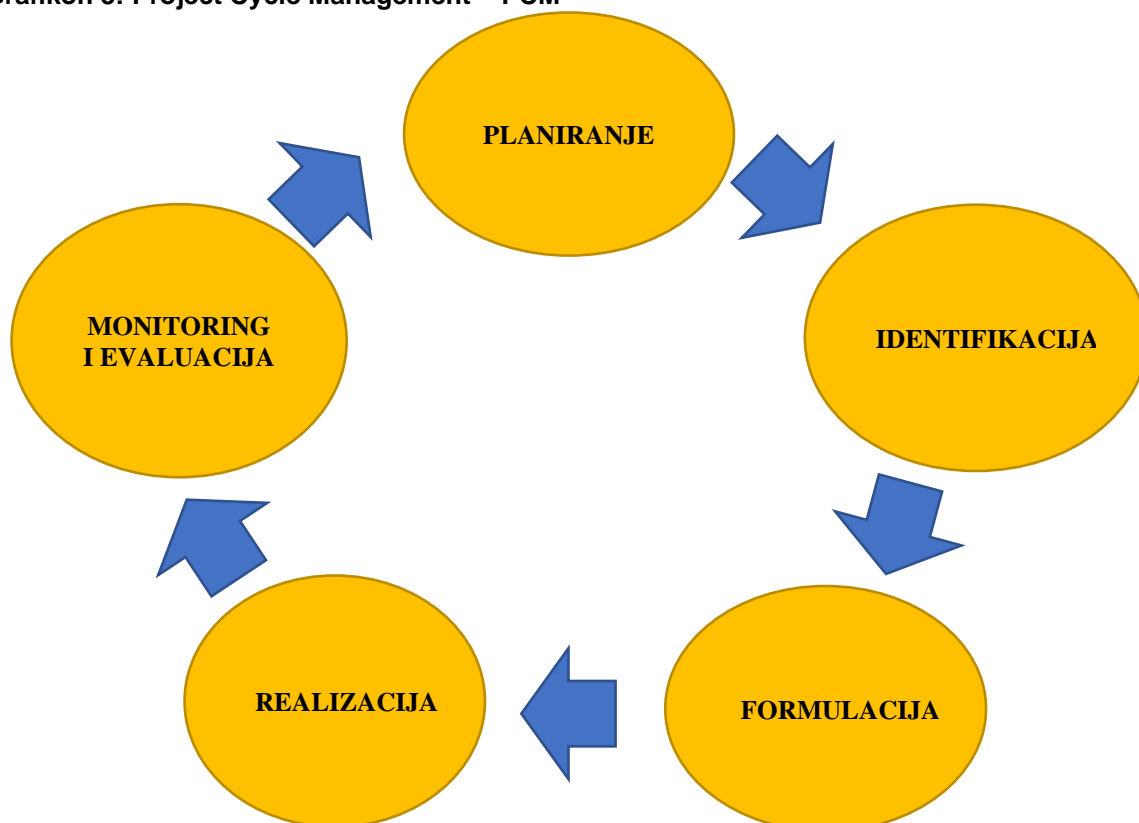 Project Cycle Management – PCM
PLANIRANJE
IDENTIFIKACIJA
FORMULACIJA
REALIZACIJA
MONITORING
I EVALUACIJA